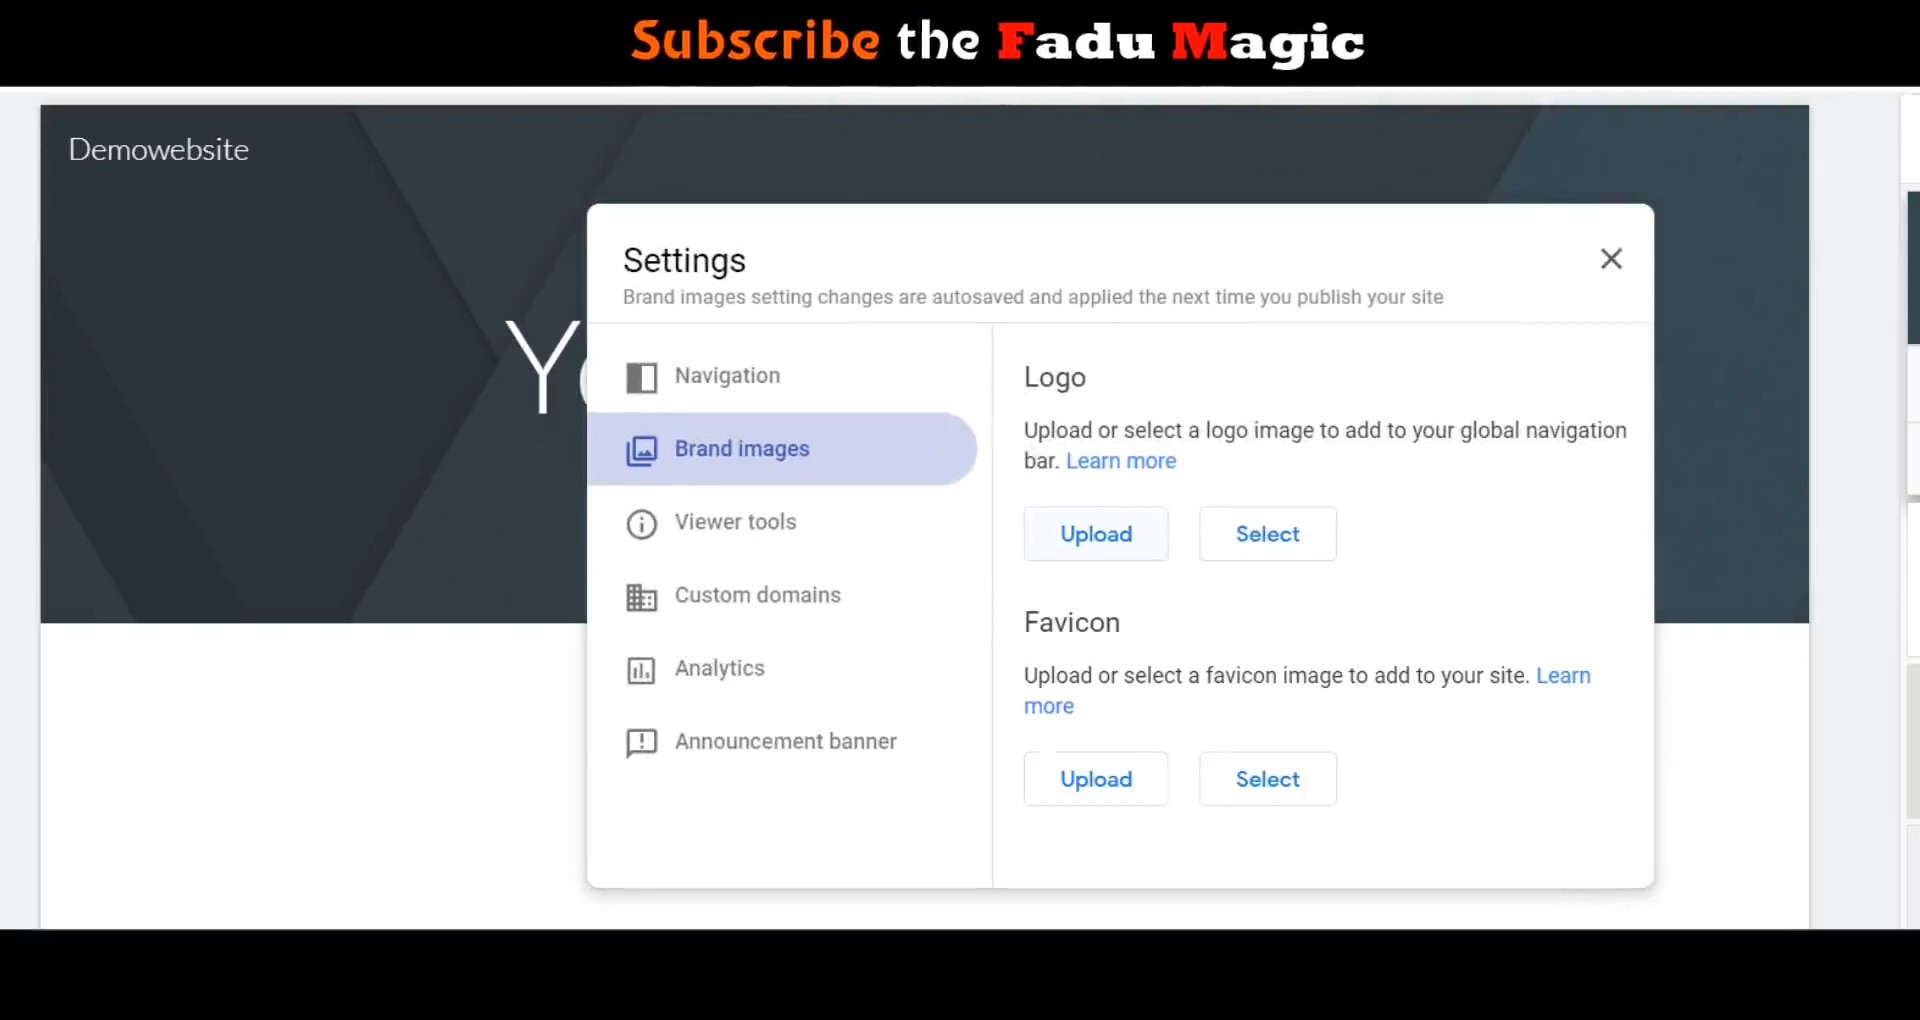 Subscribe the Fadu Magic
Demowebsite
Settings
Brand images setting changes are autosaved and applied the next time you publish your site
Navigation
Brand images
Viewer tools
Custom domains
Analytics
Announcement banner
Logo
Upload or select a logo image to add to your global navigation
bar. Learn more
Upload Select
Favicon
Upload or select a favicon image to add to your site. Learn
more
Upload Select